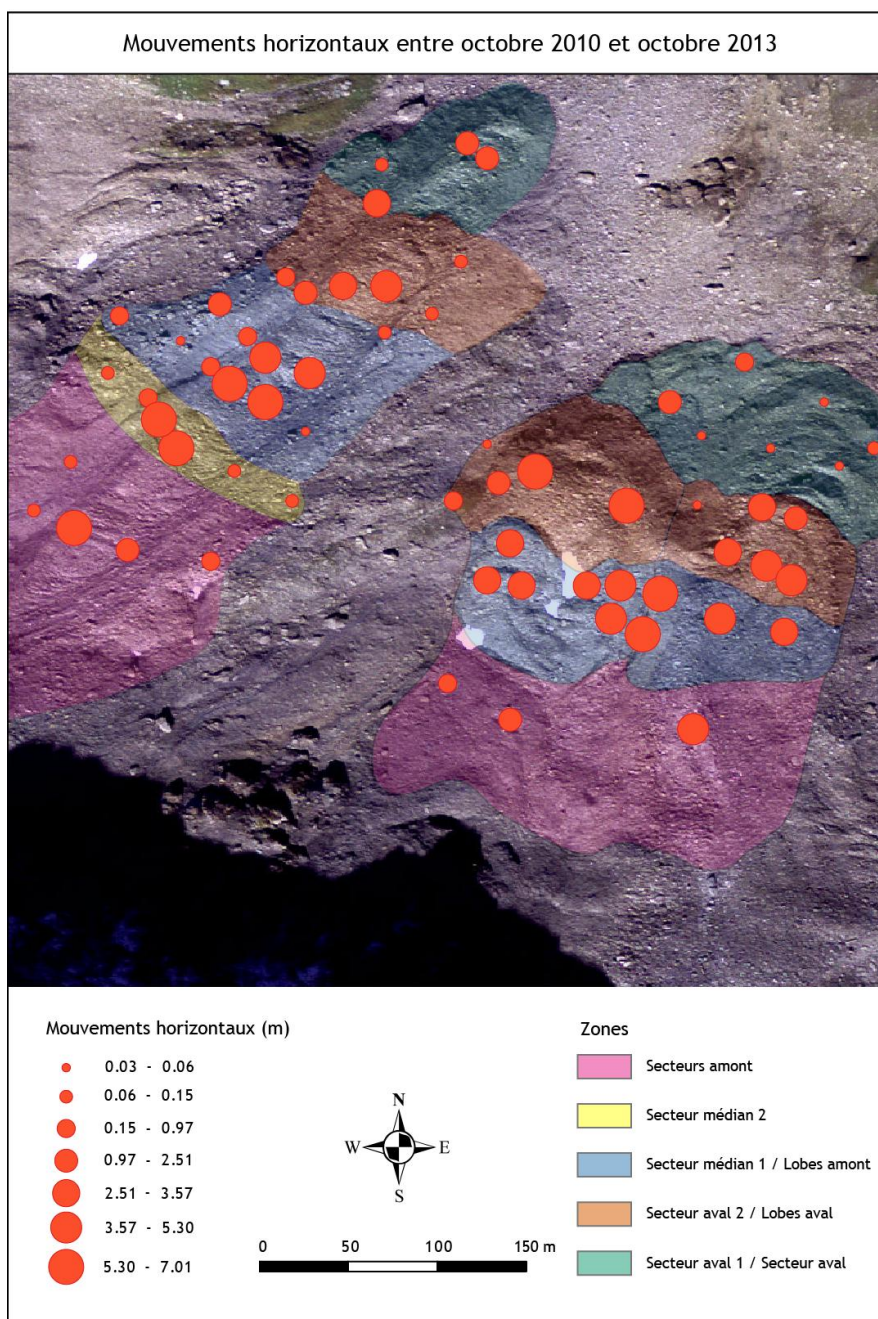 Mouvements horizontaux entre octobre 2010 et octobre 2013
Mouvements horizontaux (m)
0.03 - 0.06
0.06 - 0.15
0.15 - 0.97
0.97 - 2.51
2.51 - 3.57
3.57 - 5.30
5.30 - 7.01
N
W E
S
0 50 100 150 m
Zones
Secteurs amont
Secteur médian 2
Secteur médian 1 / Lobes amont
Secteur aval 2 / Lobes aval
Secteur aval 1 / Secteur aval